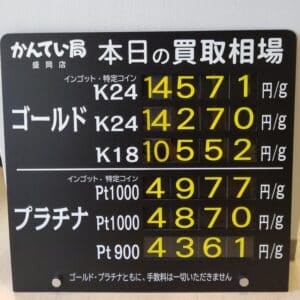 かんてい局 本日の買取相場
盛岡店
インゴット・特定コイン
K24 14571 円/g
ゴールド K24 14270 円/g
K18 10552 円/g
インゴット・特定コイン
Pt1000 4977 円/g
プラチナ Pt1000 4870 円/g
Pt900 4361 円/g
ゴールド・プラチナともに、手数料は一切いただきません